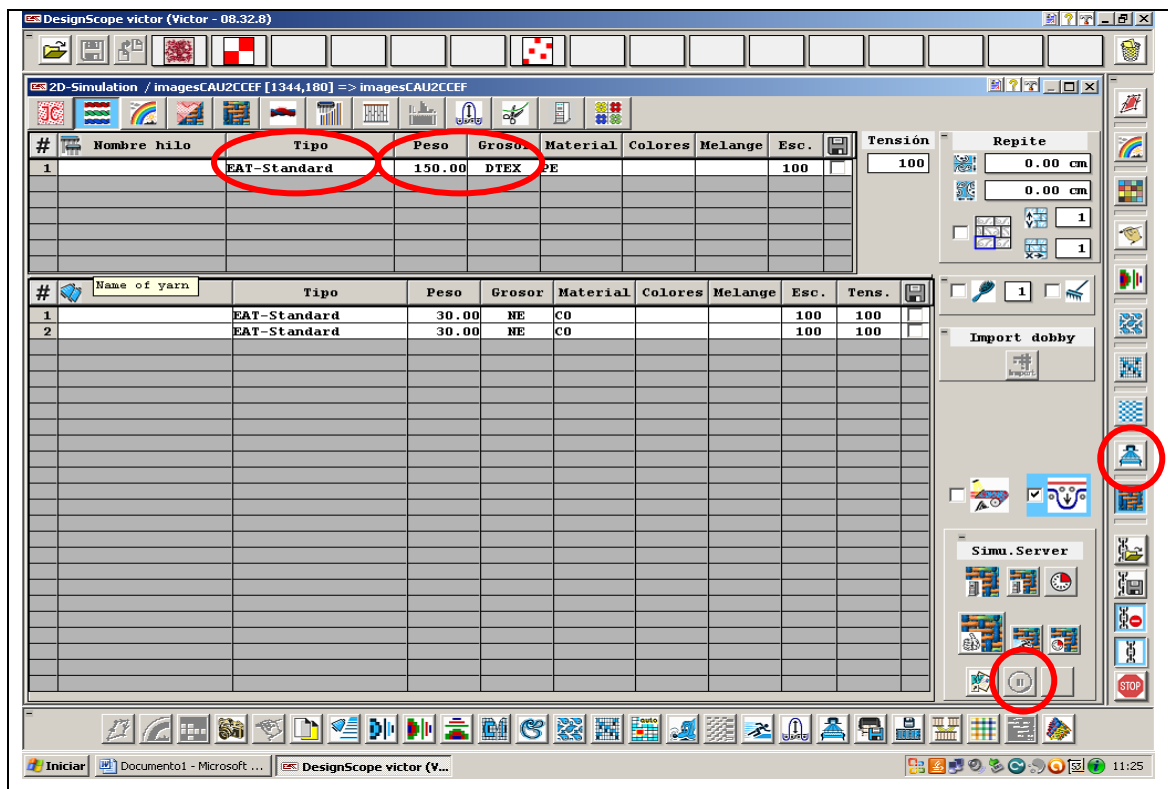 DesignScope victor (Victor - 08.32.8)
2D-Simulation / imagesCAU2CCEF [1344,180] => imagesCAU2CCEF
# Nombre hilo Tipo Peso Grosor Material Colores Melange Esc.
1 EAT-Standard 150.00 DTEX PE 100
Tensión
100
Repite
0.00 cm
0.00 cm
1
1
Name of yarn
# Tipo Peso Grosor Material Colores Melange Esc. Tens.
1 EAT-Standard 30.00 NE CO 100 100
2 EAT-Standard 30.00 NE CO 100 100
1
Import dobby
Import
Simu.Server
STOP
auto
Iniciar Documento1 - Microsoft ... DesignScope victor (V... 11:25